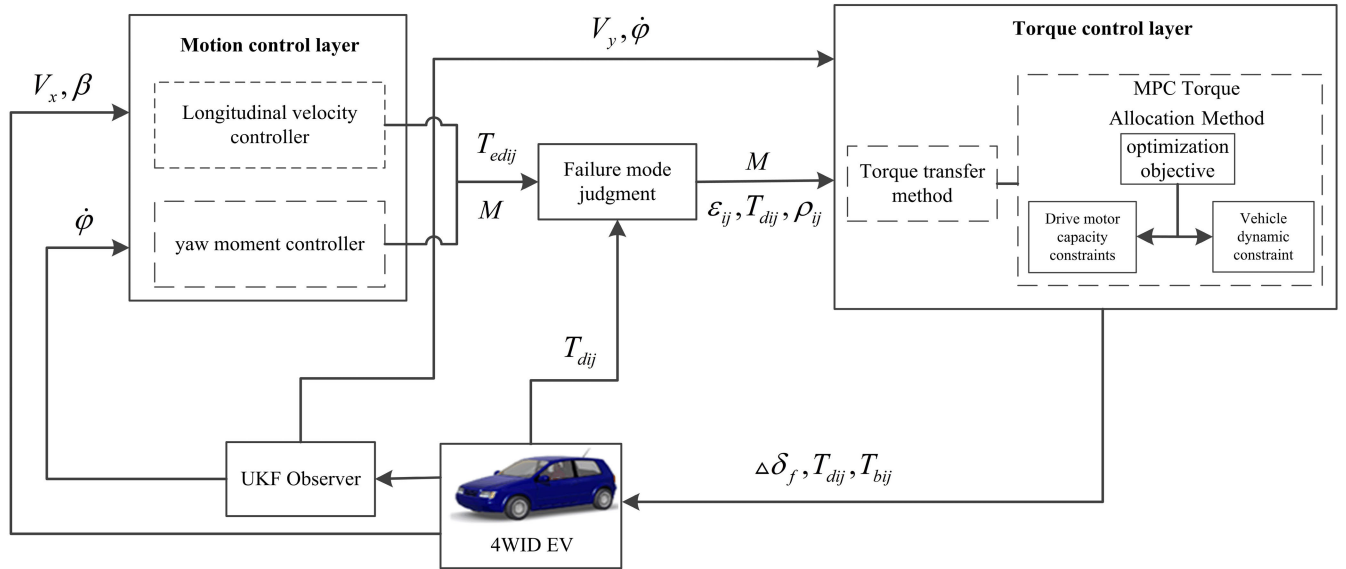 Motion control layer
V_x, β
Longitudinal velocity
controller
yaw moment controller
φ̇
T_edij
M
Failure mode
judgment
V_y, φ̇
M
ε_ij, T_dij, ρ_ij
Torque control layer
Torque transfer
method
MPC Torque
Allocation Method
optimization
objective
Drive motor
capacity
constraints
Vehicle
dynamic
constraint
T_dij
UKF Observer
4WID EV
△δ_f, T_dij, T_bij